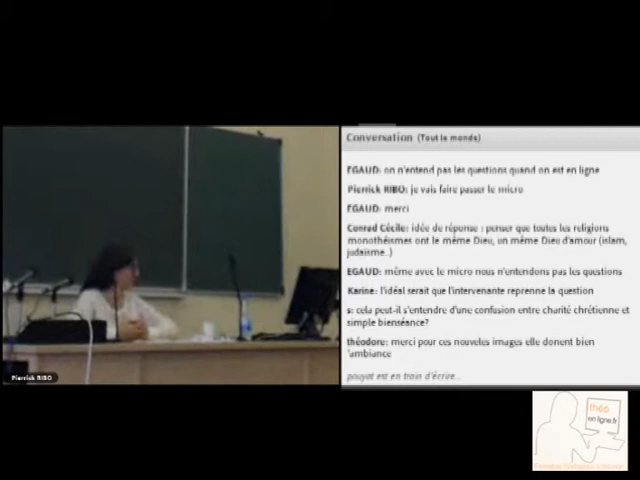 Conversation (Tout le monde)
EGAUD: on n'entend pas les questions quand on est en ligne
Pierrick RIBO: je vais faire passer le micro
EGAUD: merci
Conrad Cécile: idée de réponse : penser que toutes les religions
monothéismes ont le même Dieu, un même Dieu d'amour (islam,
judaïsme..)
EGAUD: même avec le micro nous n'entendons pas les questions
Karine: l'idéal serait que l'intervenante reprenne la question
s: cela peut-il s'entendre d'une confusion entre charité chrétienne et
simple bienséance?
théodore: merci pour ces nouveles images elle donent bien
'ambiance
pouyat est en train d'écrire...
Pierrick RIBO
théo
en ligne.fr